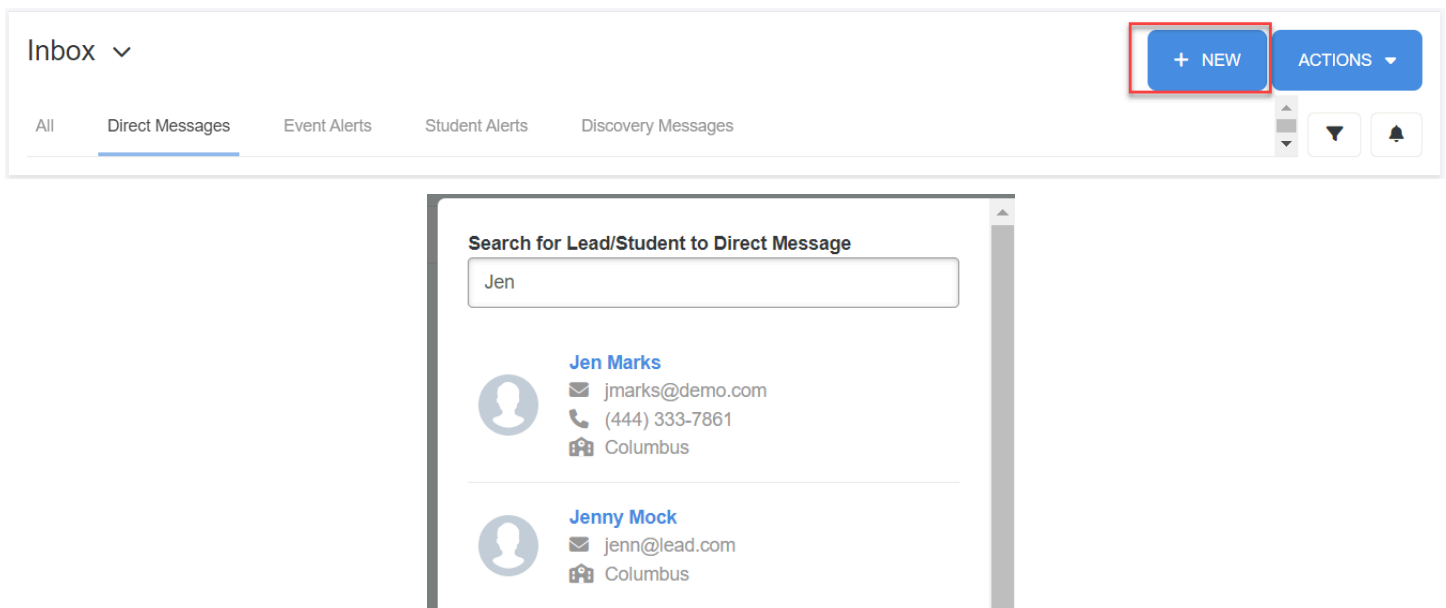 Inbox
+ NEW
ACTIONS
All
Direct Messages
Event Alerts
Student Alerts
Discovery Messages
Search for Lead/Student to Direct Message
Jen
Jen Marks
jmarks@demo.com
(444) 333-7861
Columbus
Jenny Mock
jenn@lead.com
Columbus